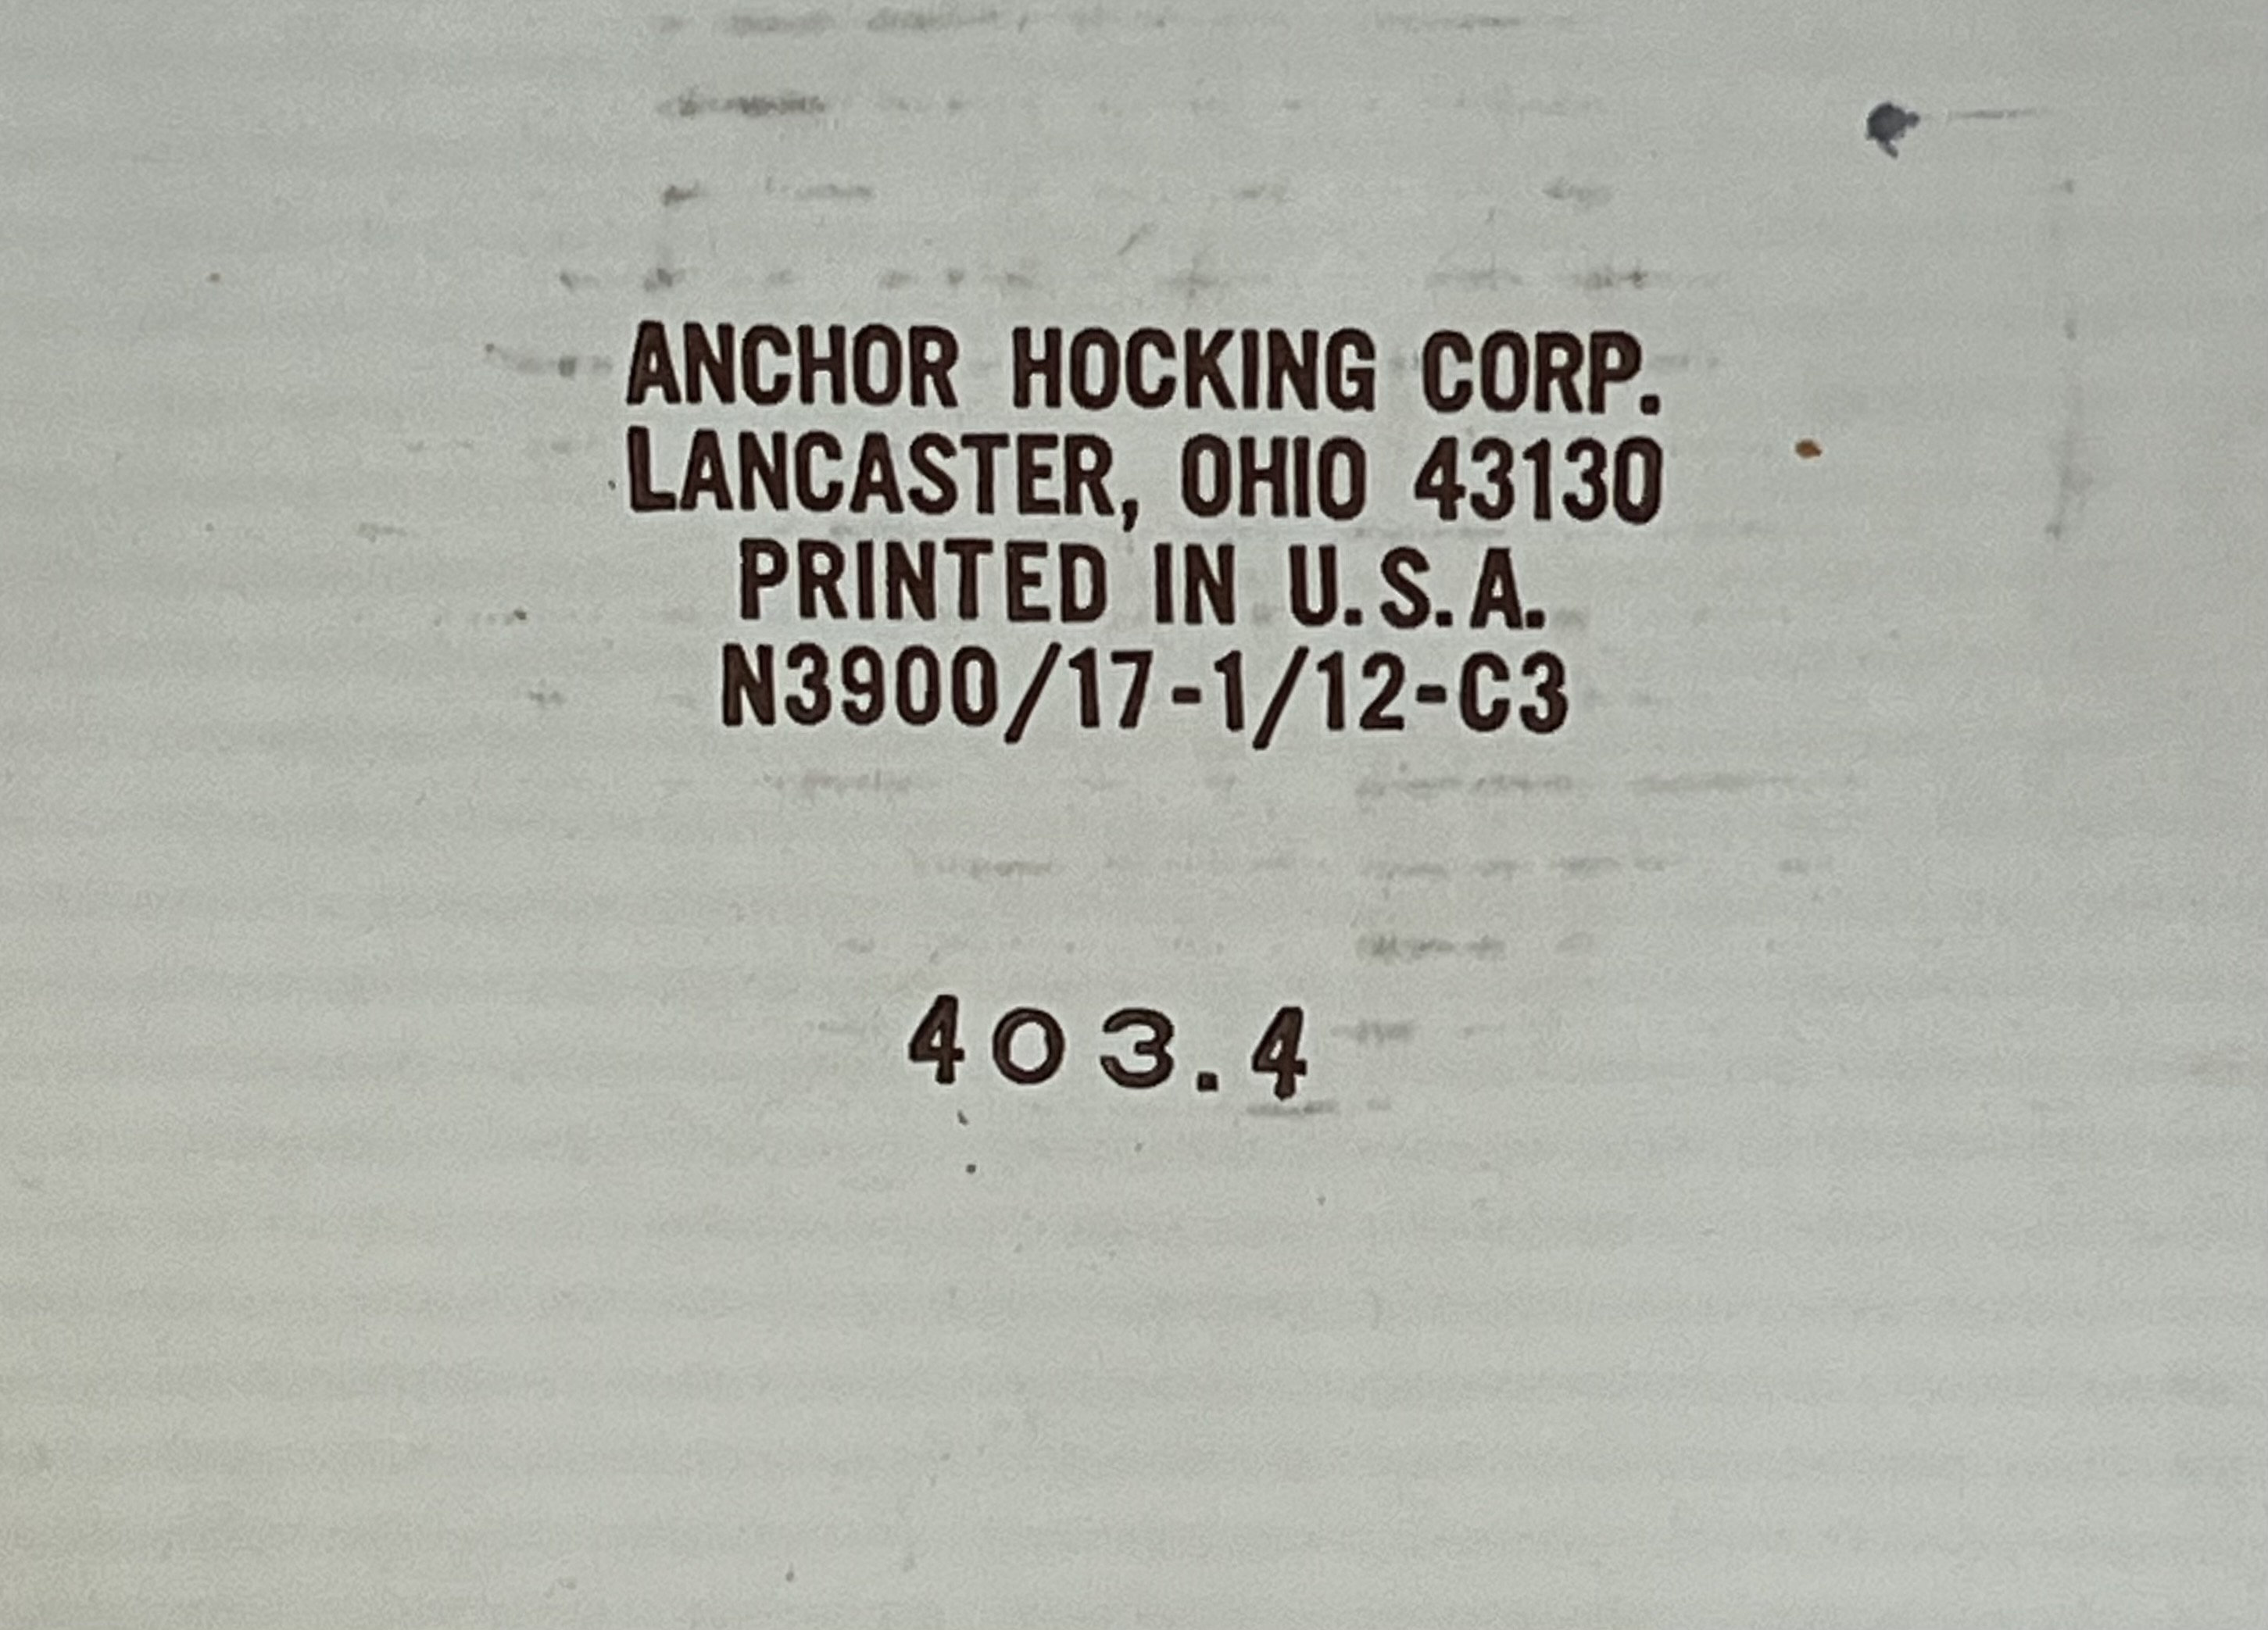 ANCHOR HOCKING CORP.
LANCASTER, OHIO 43130
PRINTED IN U.S.A.
N3900/17-1/12-C3
403.4